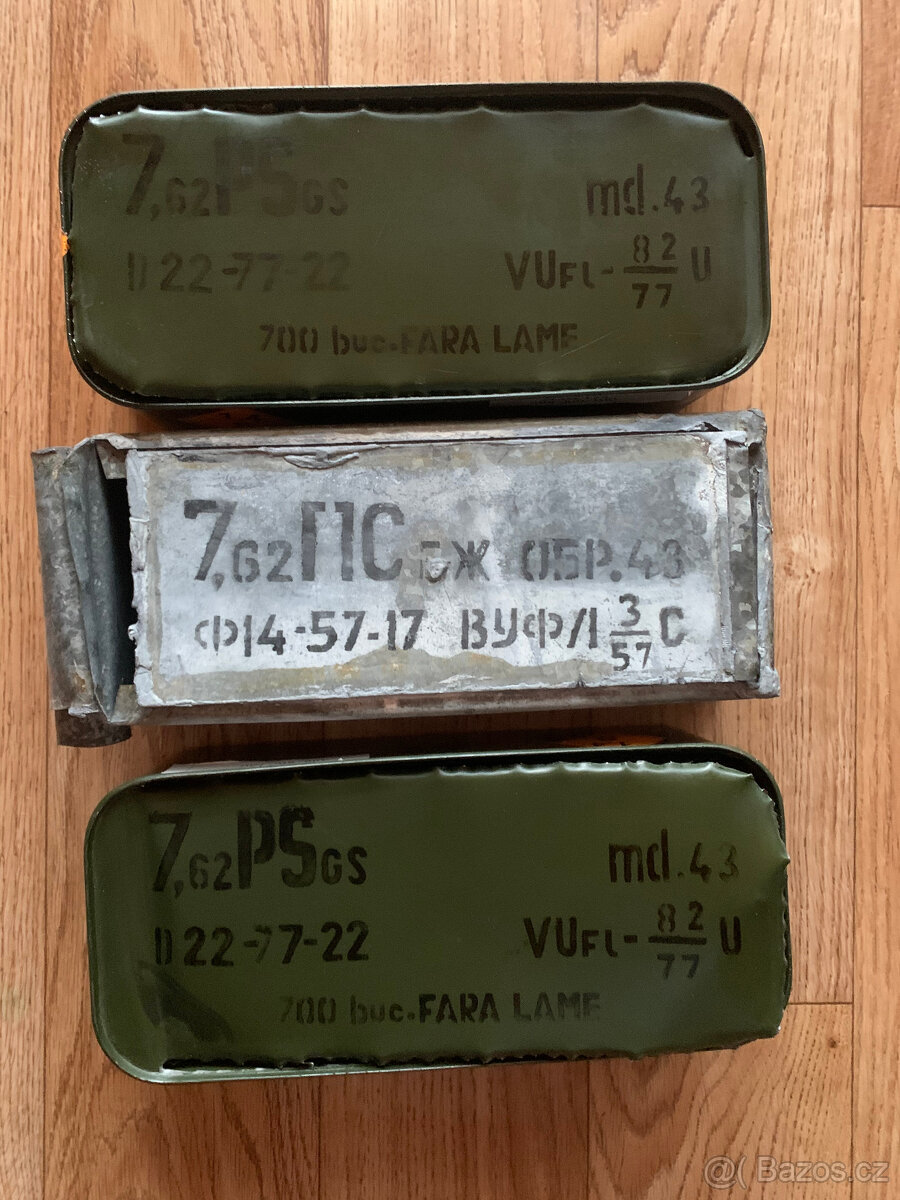 7,62PSGS md.43
D22-77-22 VUFL-82/77 U
700 buc.FARA LAME
7,62ПС БЖ ОБР.43
Ф14-57-17 ВУФЛ 3/57 С
7,62PSGS md.43
D22-77-22 VUFL-82/77 U
700 buc.FARA LAME
@( Bazos.cz